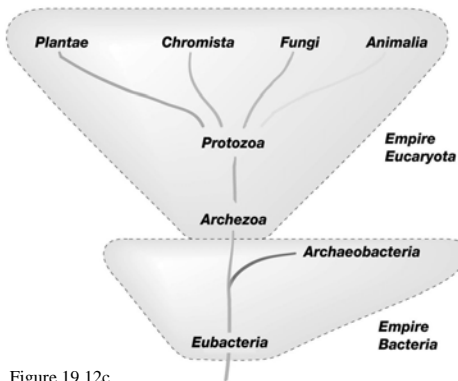 Plantae Chromista Fungi Animalia
Protozoa
Empire
Eucaryota
Archezoa
Archaeobacteria
Empire
Bacteria
Eubacteria
Figure 19.12c